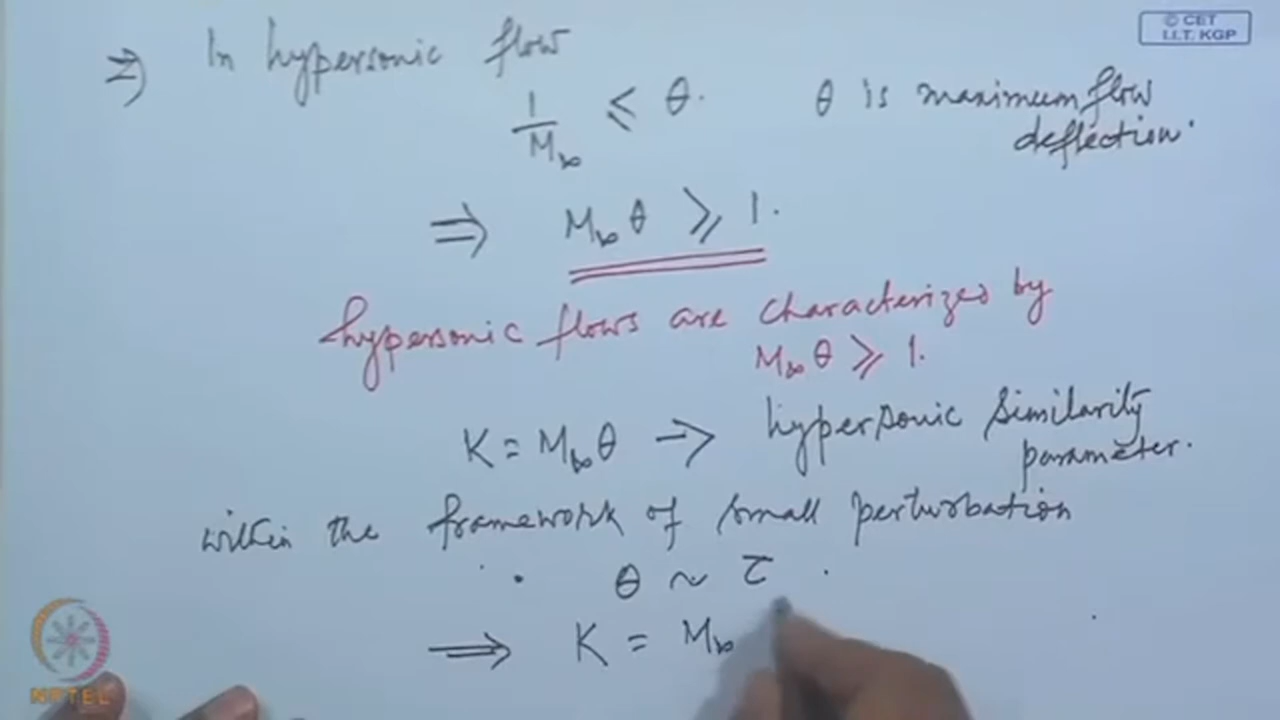 © CET
I.I.T. KGP
⇒ In hypersonic flow
1/M∞ ≤ θ. θ is maximum flow
deflection.
⇒ M∞ θ ≥ 1.
hypersonic flows are characterized by
M∞ θ ≥ 1.
K = M∞ θ → hypersonic similarity
parameter.
within the framework of small perturbation
θ ~ τ
⇒ K = M∞
NPTEL